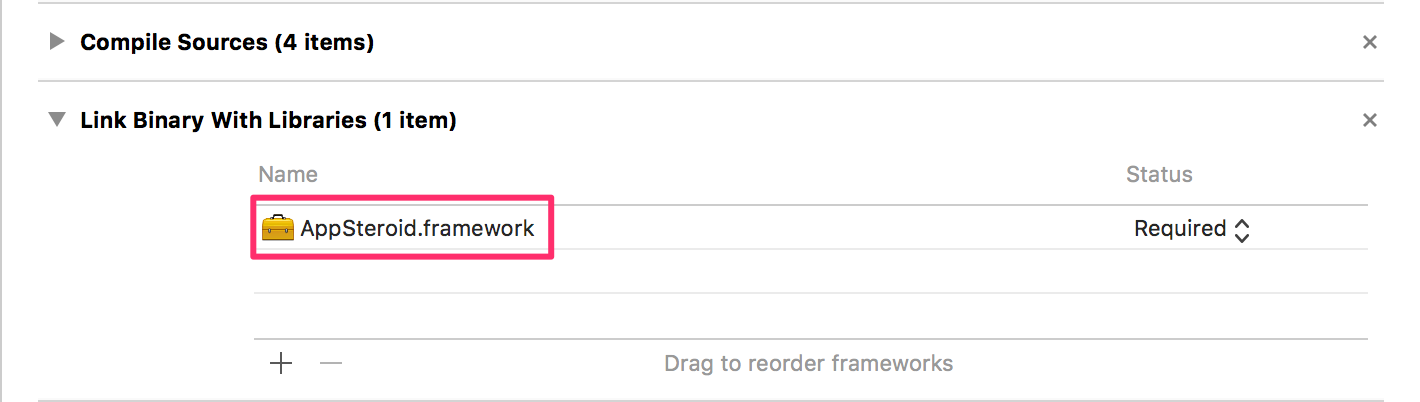 Compile Sources (4 items)
Link Binary With Libraries (1 item)
Name Status
AppSteroid.framework Required
Drag to reorder frameworks